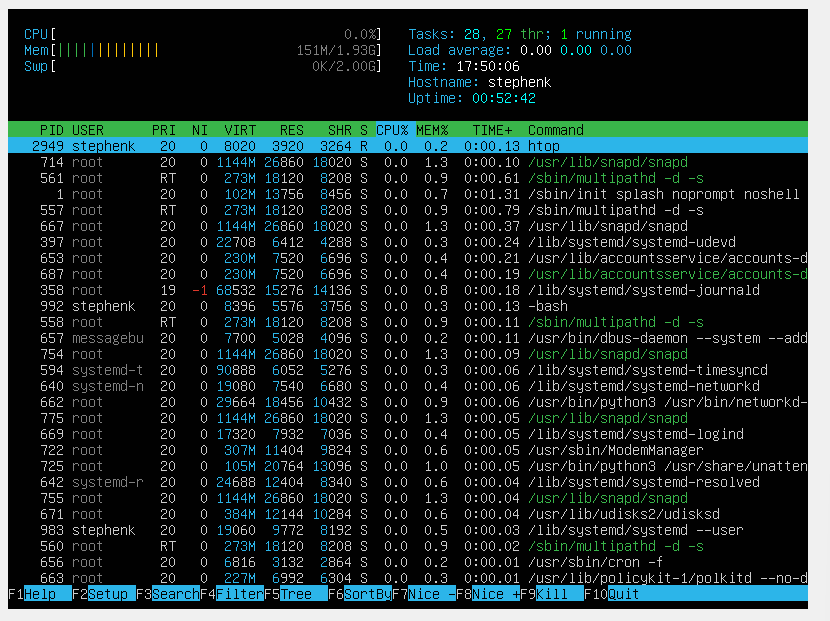 CPU[ 0.0%] Tasks: 28, 27 thr; 1 running
Mem[|||||||||||||| 151M/1.93G] Load average: 0.00 0.00 0.00
Swp[ 0K/2.00G] Time: 17:50:06
Hostname: stephenk
Uptime: 00:52:42
PID USER PRI NI VIRT RES SHR S CPU% MEM% TIME+ Command
2949 stephenk 20 0 8020 3920 3264 R 0.0 0.2 0:00.13 htop
714 root 20 0 1144M 26860 18020 S 0.0 1.3 0:00.10 /usr/lib/snapd/snapd
561 root RT 0 273M 18120 8208 S 0.0 0.9 0:00.61 /sbin/multipathd -d -s
1 root 20 0 102M 13756 8456 S 0.0 0.7 0:01.31 /sbin/init splash noprompt noshell
557 root RT 0 273M 18120 8208 S 0.0 0.9 0:00.79 /sbin/multipathd -d -s
667 root 20 0 1144M 26860 18020 S 0.0 1.3 0:00.37 /usr/lib/snapd/snapd
397 root 20 0 22708 6412 4288 S 0.0 0.3 0:00.24 /lib/systemd/systemd-udevd
653 root 20 0 230M 7520 6696 S 0.0 0.4 0:00.21 /usr/lib/accountsservice/accounts-d
687 root 20 0 230M 7520 6696 S 0.0 0.4 0:00.19 /usr/lib/accountsservice/accounts-d
358 root 19 -1 68532 15276 14136 S 0.0 0.8 0:00.18 /lib/systemd/systemd-journald
992 stephenk 20 0 8396 5576 3756 S 0.0 0.3 0:00.13 -bash
558 root RT 0 273M 18120 8208 S 0.0 0.9 0:00.11 /sbin/multipathd -d -s
657 messagebu 20 0 7700 5028 4096 S 0.0 0.2 0:00.11 /usr/bin/dbus-daemon --system --add
754 root 20 0 1144M 26860 18020 S 0.0 1.3 0:00.09 /usr/lib/snapd/snapd
594 systemd-t 20 0 90888 6052 5276 S 0.0 0.3 0:00.06 /lib/systemd/systemd-timesyncd
640 systemd-n 20 0 19080 7540 6680 S 0.0 0.4 0:00.06 /lib/systemd/systemd-networkd
662 root 20 0 29664 18456 10432 S 0.0 0.9 0:00.06 /usr/bin/python3 /usr/bin/networkd-
775 root 20 0 1144M 26860 18020 S 0.0 1.3 0:00.05 /usr/lib/snapd/snapd
669 root 20 0 17320 7932 7036 S 0.0 0.4 0:00.05 /lib/systemd/systemd-logind
722 root 20 0 307M 11404 9824 S 0.0 0.6 0:00.05 /usr/sbin/ModemManager
725 root 20 0 105M 20764 13096 S 0.0 1.0 0:00.05 /usr/bin/python3 /usr/share/unatten
642 systemd-r 20 0 24688 12404 8340 S 0.0 0.6 0:00.04 /lib/systemd/systemd-resolved
755 root 20 0 1144M 26860 18020 S 0.0 1.3 0:00.04 /usr/lib/snapd/snapd
671 root 20 0 384M 12144 10284 S 0.0 0.6 0:00.04 /usr/lib/udisks2/udisksd
983 stephenk 20 0 19060 9772 8192 S 0.0 0.5 0:00.03 /lib/systemd/systemd --user
560 root RT 0 273M 18120 8208 S 0.0 0.9 0:00.02 /sbin/multipathd -d -s
656 root 20 0 6816 3132 2864 S 0.0 0.2 0:00.01 /usr/sbin/cron -f
663 root 20 0 227M 6992 6304 S 0.0 0.3 0:00.01 /usr/lib/policykit-1/polkitd --no-d
F1Help F2Setup F3SearchF4FilterF5Tree F6SortByF7Nice -F8Nice +F9Kill F10Quit